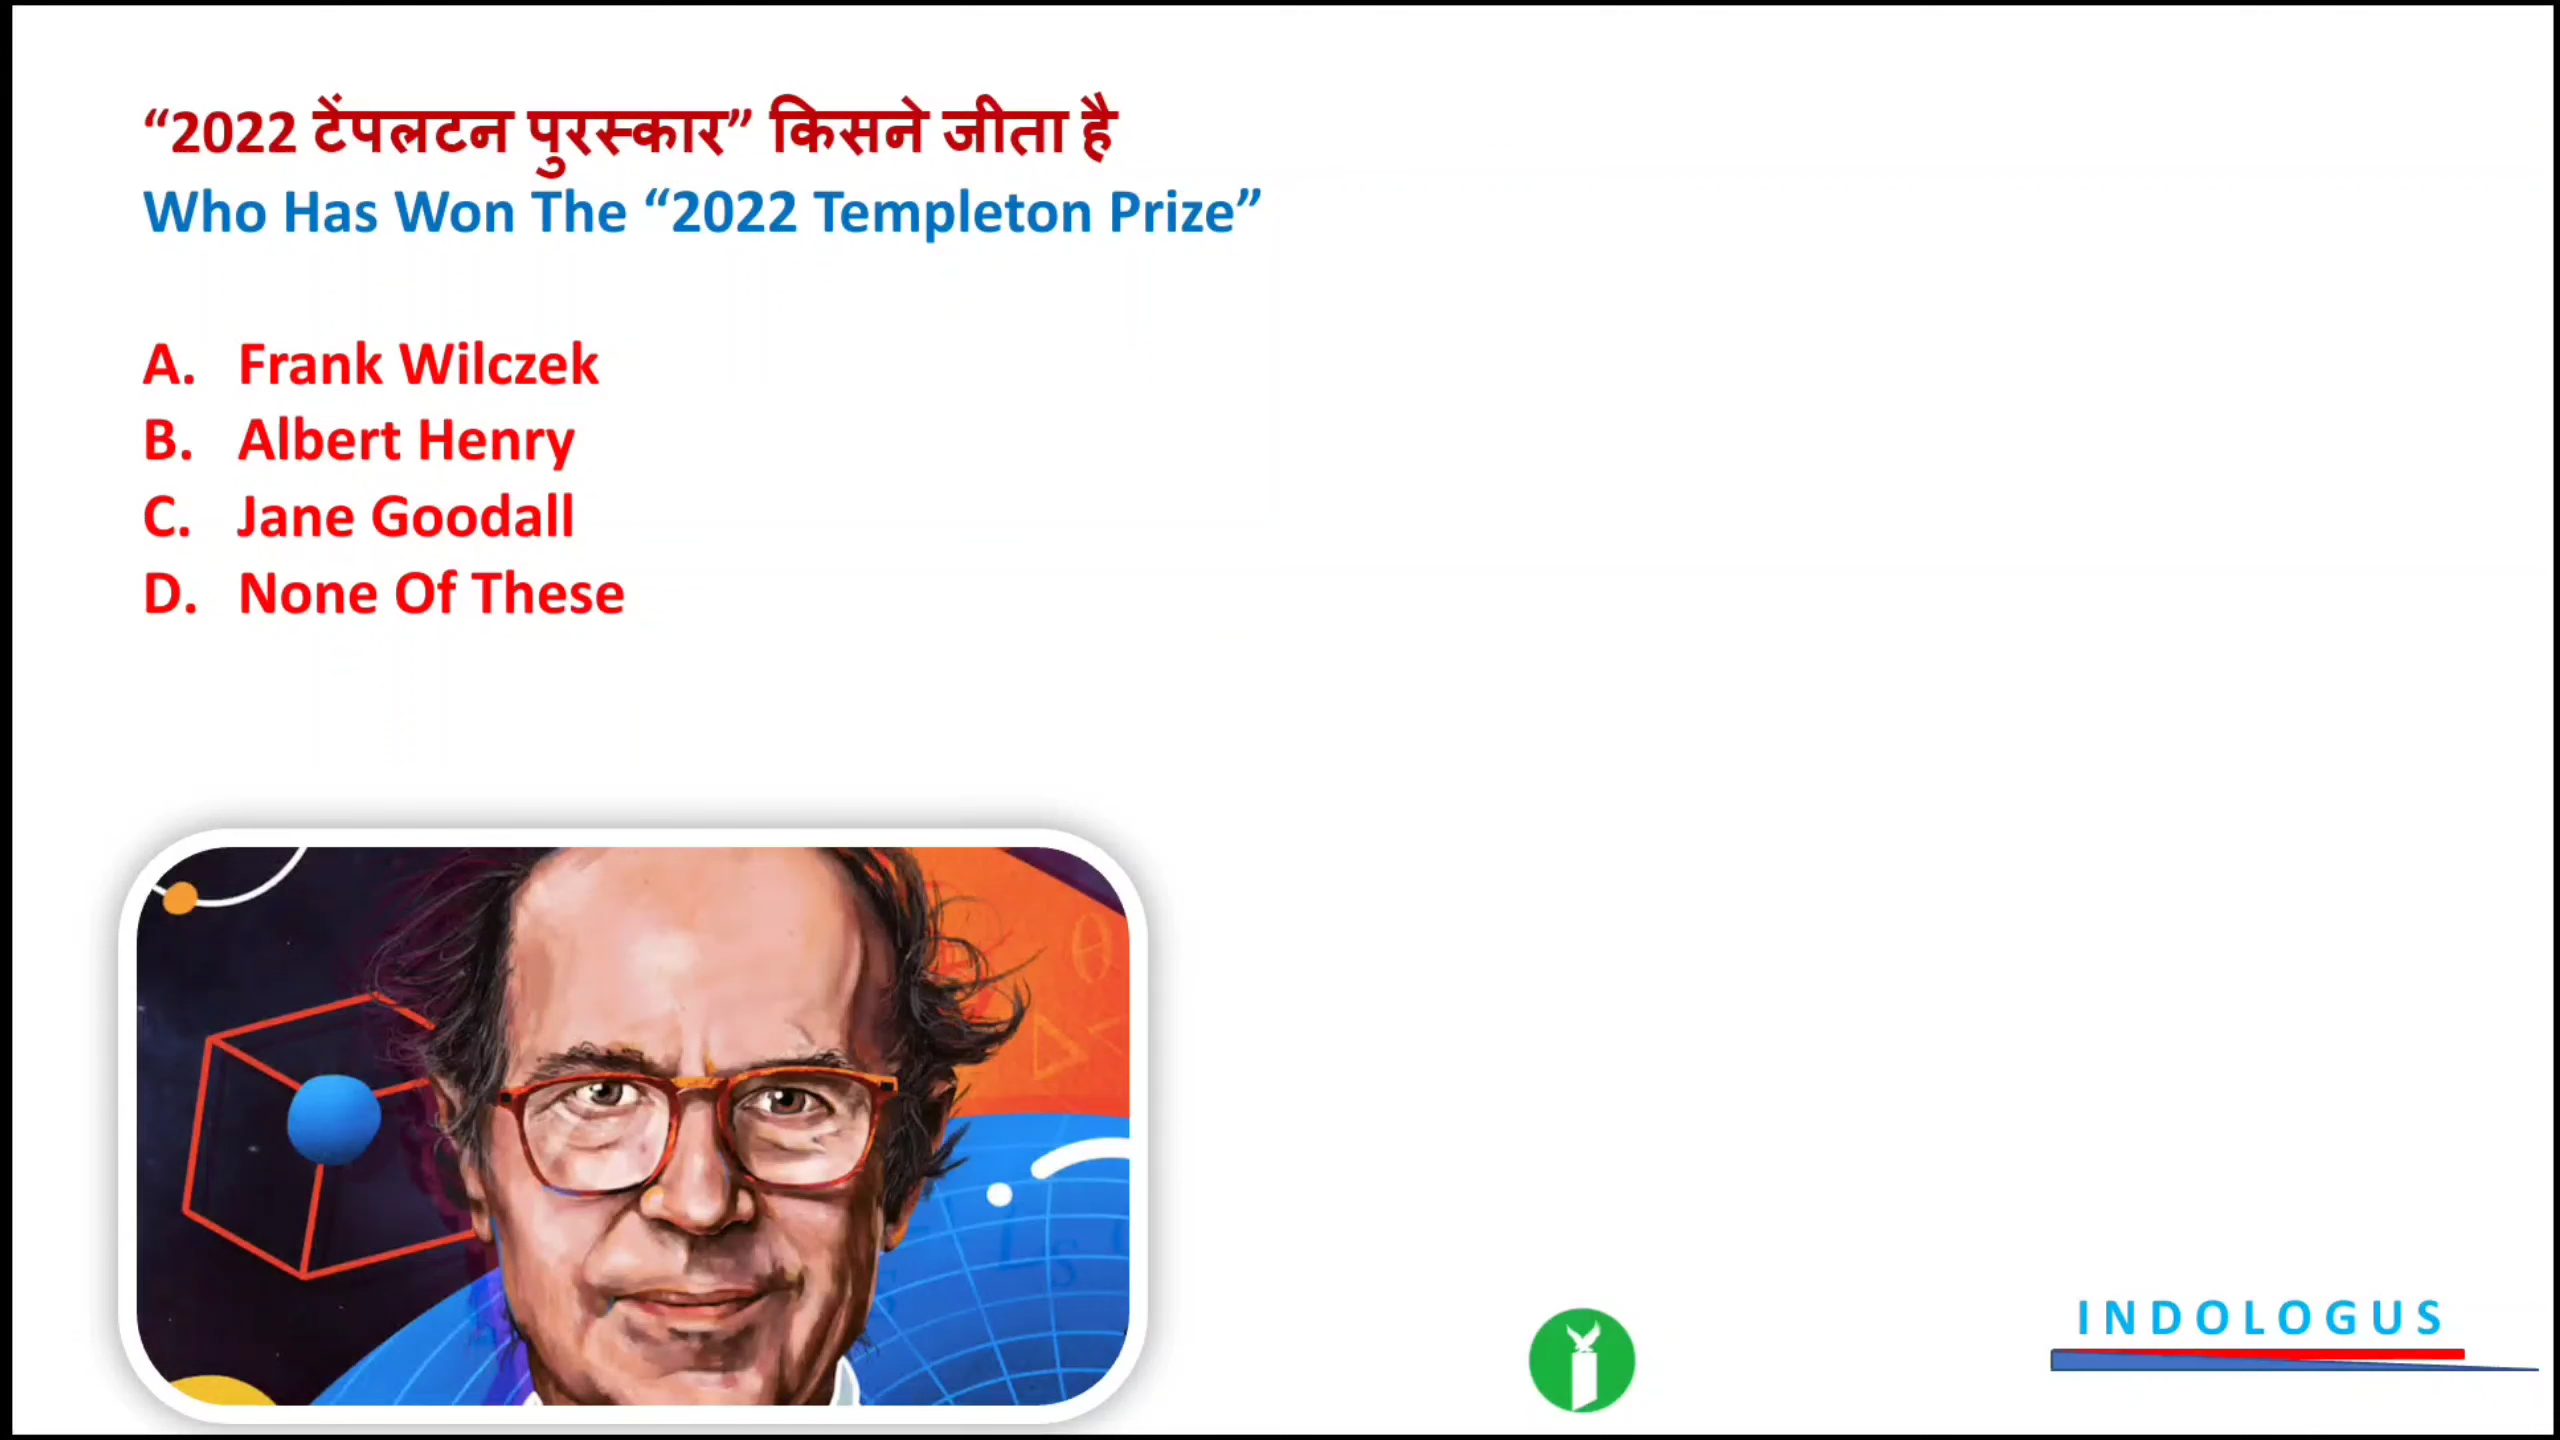 “2022 टेंपलटन पुरस्कार” किसने जीता है
Who Has Won The “2022 Templeton Prize”
A. Frank Wilczek
B. Albert Henry
C. Jane Goodall
D. None Of These
θ
INDOLOGUS